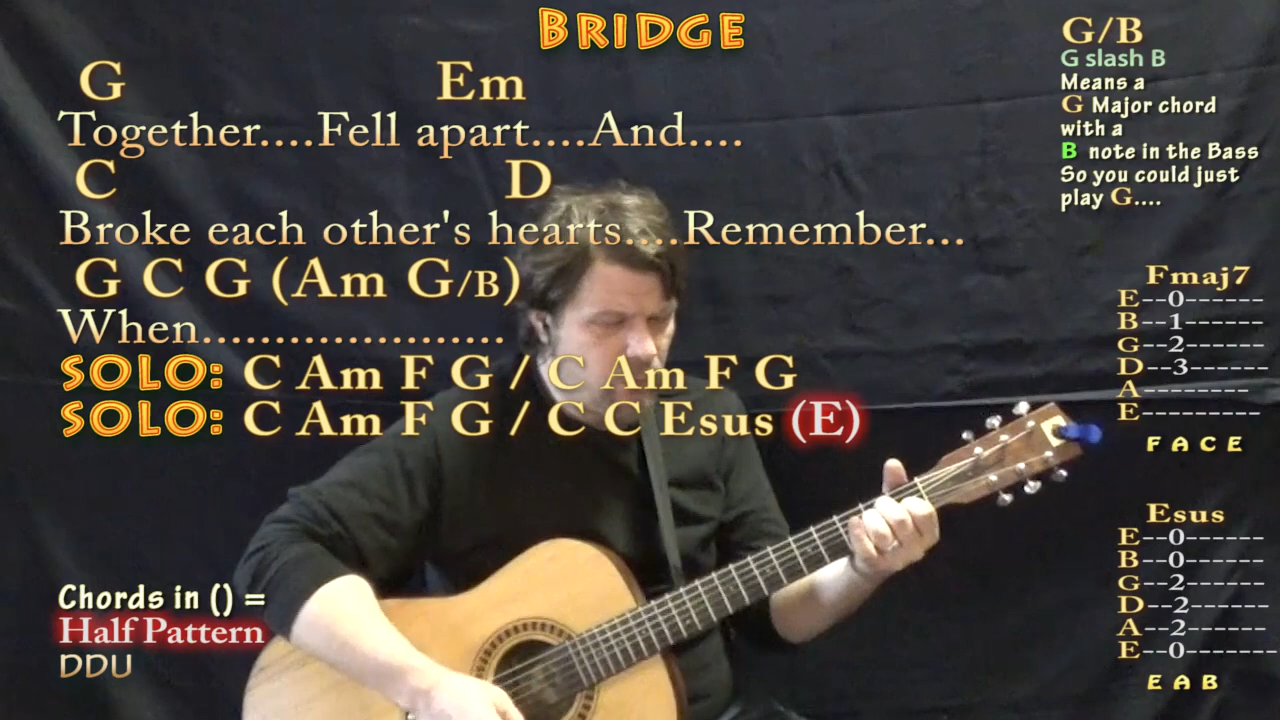 BRIDGE
G Em
Together....Fell apart....And....
C D
Broke each other's hearts....Remember...
G C G (Am G/B)
When.....................
SOLO: C Am F G / C Am F G
SOLO: C Am F G / C C Esus (E)
Chords in () =
Half Pattern
DDU
G/B
G slash B
Means a
G Major chord
with a
B note in the Bass
So you could just
play G....
Fmaj7
E--0------
B--1------
G--2------
D--3------
A--------
E---------
F A C E
Esus
E--0------
B--0------
G--2------
D--2------
A--2------
E--0-------
E A B